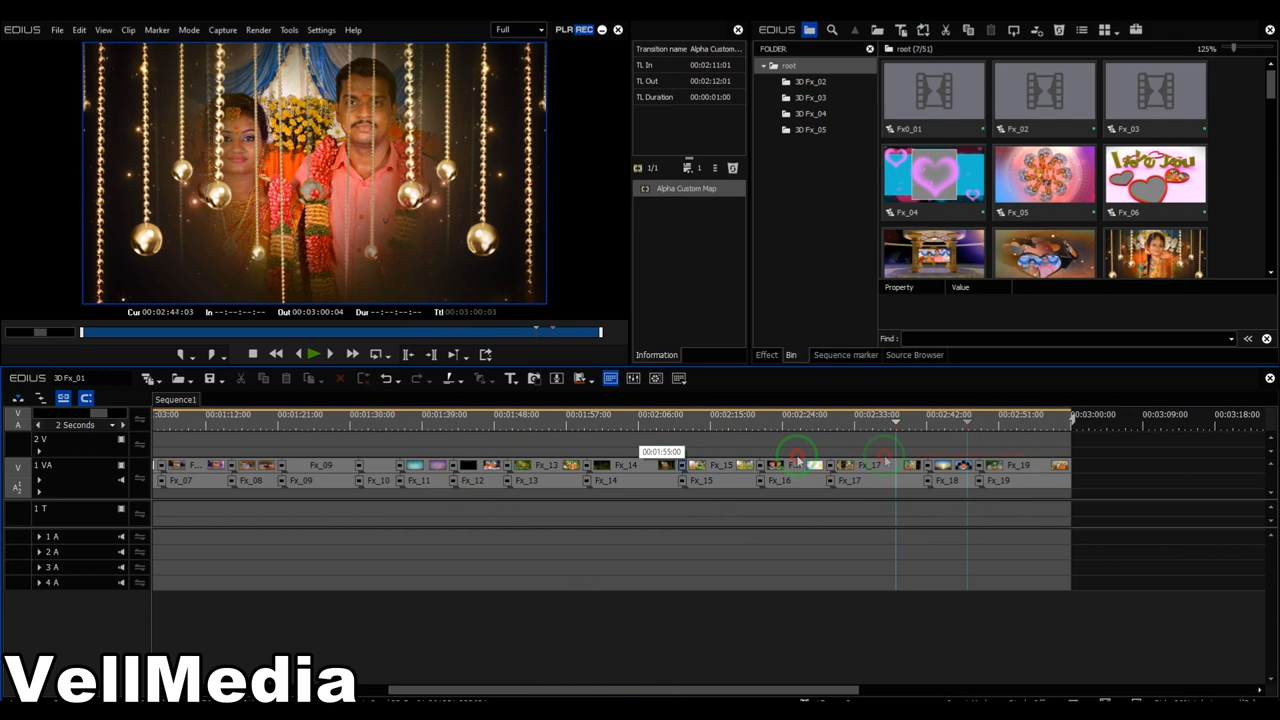 EDIUS File Edit View Clip Marker Mode Capture Render Tools Settings Help Full PLR REC
Cur 00:02:44:03 In --:--:--:-- Out 00:03:00:04 Dur --:--:--:-- Ttl 00:03:00:03
Transition name Alpha Custom...
TL In 00:02:11:01
TL Out 00:02:12:01
TL Duration 00:00:01:00
1/1 1
Alpha Custom Map
Information
EDIUS
FOLDER
root
3D Fx_02
3D Fx_03
3D Fx_04
3D Fx_05
root (7/51) 125%
Fx0_01 Fx_02 Fx_03
Fx_04 Fx_05 Fx_06
Property Value
Find :
Effect Bin Sequence marker Source Browser
EDIUS 3D Fx_01
Sequence1
V
A
2 Seconds
:03:00 00:01:12:00 00:01:21:00 00:01:30:00 00:01:39:00 00:01:48:00 00:01:57:00 00:02:06:00 00:02:15:00 00:02:24:00 00:02:33:00 00:02:42:00 00:02:51:00 00:03:00:00 00:03:09:00 00:03:18:00
2 V
00:01:55:00
V 1 VA F... Fx_09 Fx_13 Fx_14 Fx_15 F... Fx_17 Fx_19
A1 Fx_07 Fx_08 Fx_09 Fx_10 Fx_11 Fx_12 Fx_13 Fx_14 Fx_15 Fx_16 Fx_17 Fx_18 Fx_19
1 T
1 A
2 A
3 A
4 A
VellMedia